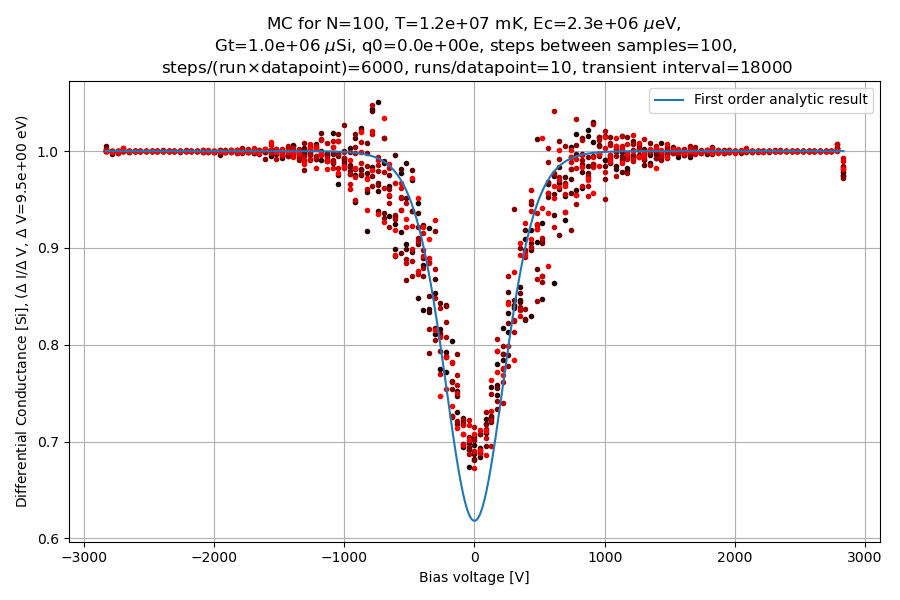 MC for N=100, T=1.2e+07 mK, Ec=2.3e+06 μeV,
Gt=1.0e+06 μSi, q0=0.0e+00e, steps between samples=100,
steps/(run×datapoint)=6000, runs/datapoint=10, transient interval=18000
First order analytic result
Differential Conductance [Si], (Δ I/Δ V, Δ V=9.5e+00 eV)
1.0
0.9
0.8
0.7
0.6
−3000 −2000 −1000 0 1000 2000 3000
Bias voltage [V]